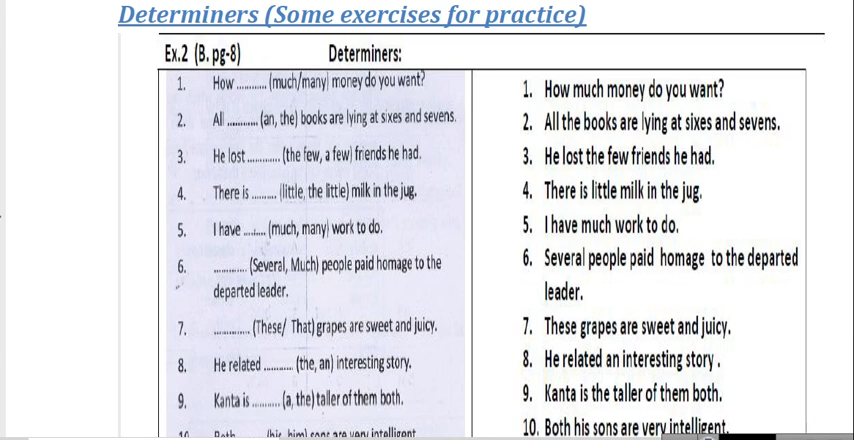 Determiners (Some exercises for practice)
Ex.2 (B. pg-8) Determiners:
1. How ........... (much/many) money do you want?
2. All ........... (an, the) books are lying at sixes and sevens.
3. He lost............ (the few, a few) friends he had.
4. There is ......... (little, the little) milk in the jug.
5. I have ........ (much, many) work to do.
6. ............ (Several, Much) people paid homage to the
departed leader.
7. ............. (These/ That) grapes are sweet and juicy.
8. He related ........... (the, an) interesting story.
9. Kanta is .......... (a, the) taller of them both.
10. Both (his, him) sons are very intelligent
1. How much money do you want?
2. All the books are lying at sixes and sevens.
3. He lost the few friends he had.
4. There is little milk in the jug.
5. I have much work to do.
6. Several people paid homage to the departed
leader.
7. These grapes are sweet and juicy.
8. He related an interesting story .
9. Kanta is the taller of them both.
10. Both his sons are very intelligent.